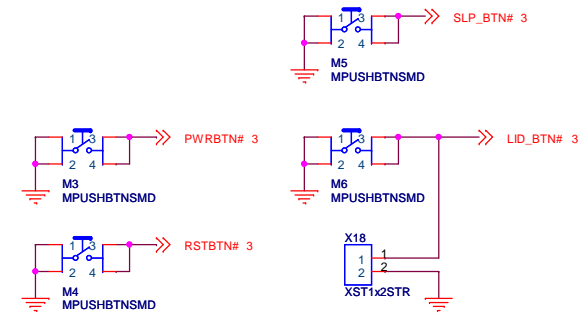 1 3 SLP_BTN# 3
2 4
M5
MPUSHBTNSMD
1 3 PWRBTN# 3
2 4
M3
MPUSHBTNSMD
1 3 LID_BTN# 3
2 4
M6
MPUSHBTNSMD
1 3 RSTBTN# 3
2 4
M4
MPUSHBTNSMD
X18
1 1
2 2
XST1x2STR